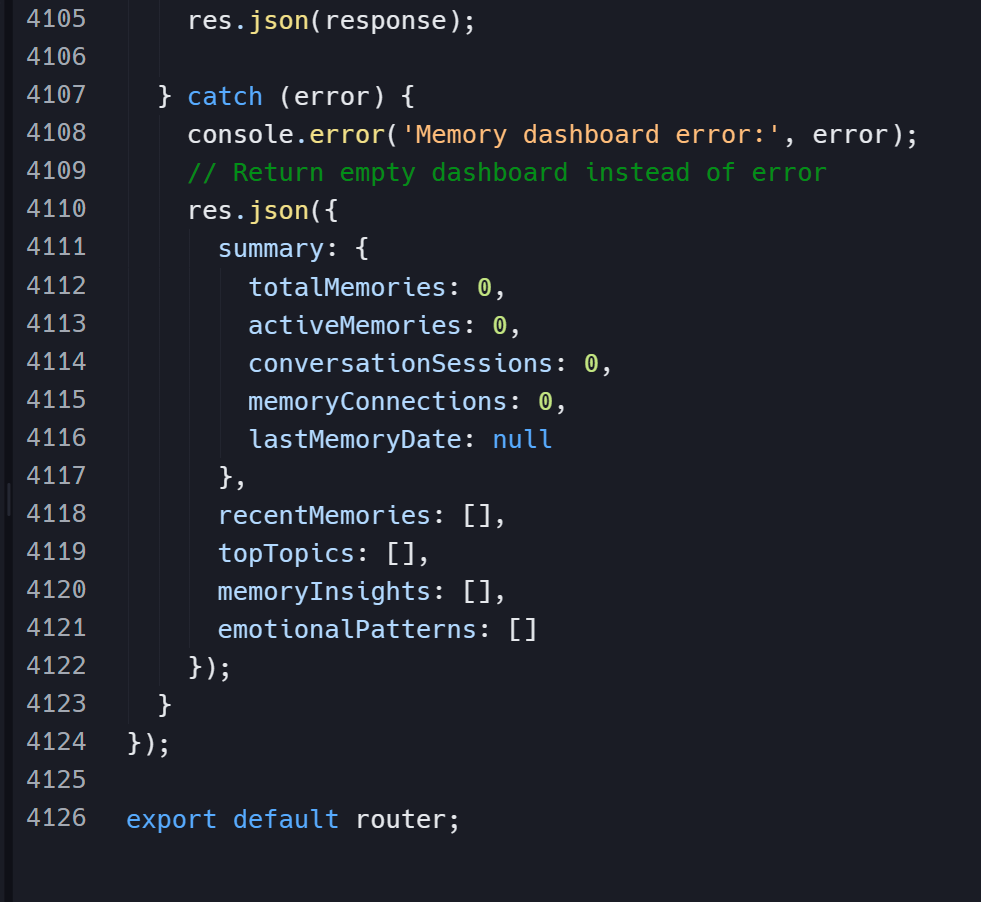 4105 res.json(response);
4106
4107 } catch (error) {
4108 console.error('Memory dashboard error:', error);
4109 // Return empty dashboard instead of error
4110 res.json({
4111 summary: {
4112 totalMemories: 0,
4113 activeMemories: 0,
4114 conversationSessions: 0,
4115 memoryConnections: 0,
4116 lastMemoryDate: null
4117 },
4118 recentMemories: [],
4119 topTopics: [],
4120 memoryInsights: [],
4121 emotionalPatterns: []
4122 });
4123 }
4124 });
4125
4126 export default router;